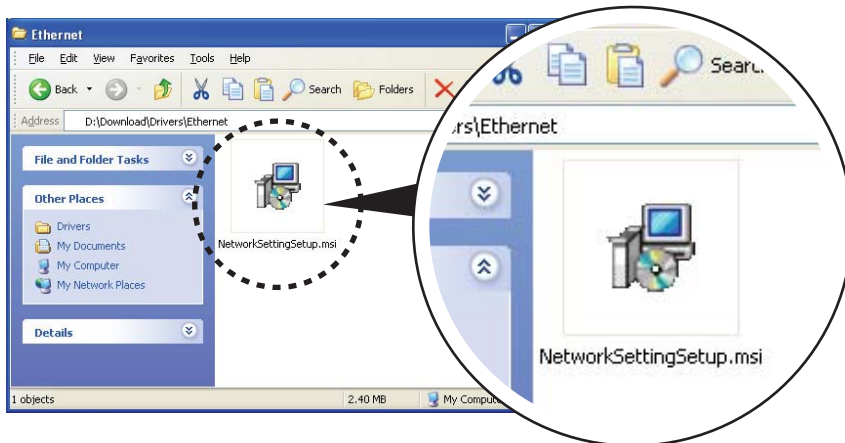 Ethernet
File Edit View Favorites Tools Help
Back Search Folders
Address D:\Download\Drivers\Ethernet
File and Folder Tasks
Other Places
Drivers
My Documents
My Computer
My Network Places
Details
NetworkSettingSetup.msi
1 objects 2.40 MB My Compute
Searc
rs\Ethernet
NetworkSettingSetup.msi